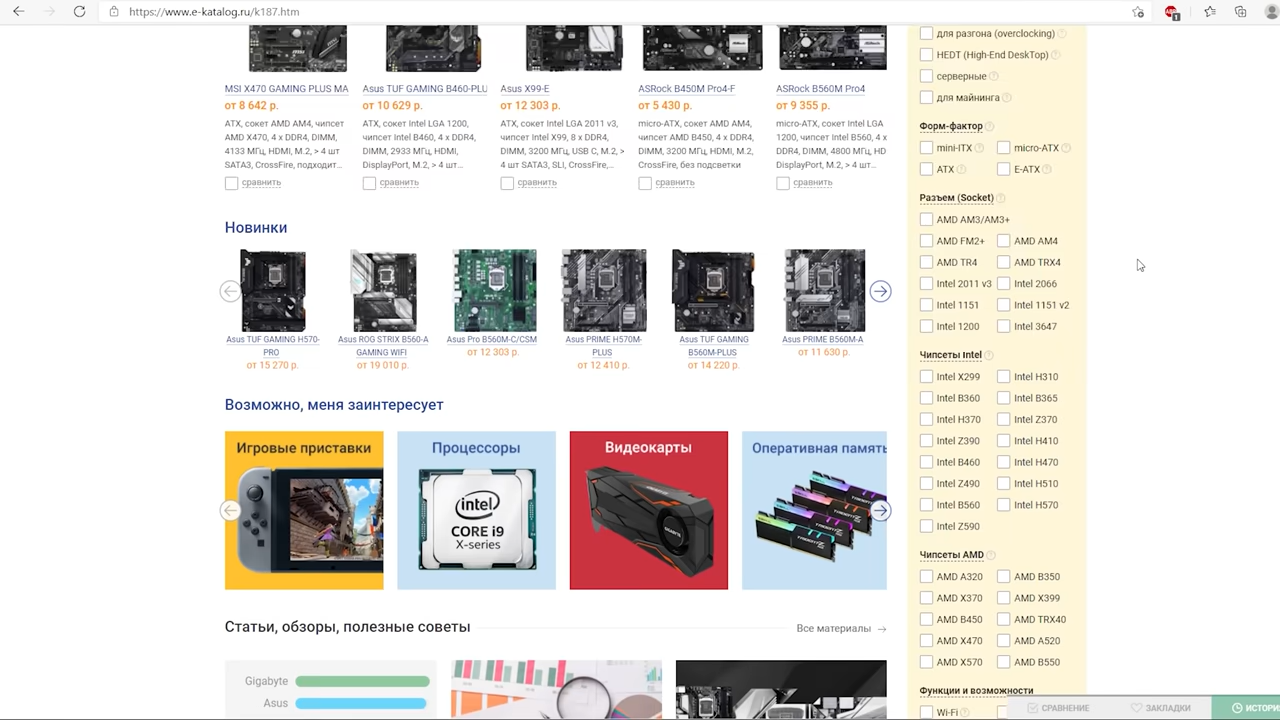 https://www.e-katalog.ru/k187.htm
MSI X470 GAMING PLUS MA
от 8 642 р.
ATX, сокет AMD AM4, чипсет
AMD X470, 4 x DDR4, DIMM,
4133 МГц, HDMI, M.2, > 4 шт
SATA3, CrossFire, подходит...
сравнить
Asus TUF GAMING B460-PLU
от 10 629 р.
ATX, сокет Intel LGA 1200,
чипсет Intel B460, 4 x DDR4,
DIMM, 2933 МГц, HDMI,
DisplayPort, M.2, > 4 шт...
сравнить
Asus X99-E
от 12 303 р.
ATX, сокет Intel LGA 2011 v3,
чипсет Intel X99, 8 x DDR4,
DIMM, 3200 МГц, USB C, M.2, >
4 шт SATA3, SLI, CrossFire,...
сравнить
ASRock B450M Pro4-F
от 5 430 р.
micro-ATX, сокет AMD AM4,
чипсет AMD B450, 4 x DDR4,
DIMM, 3200 МГц, HDMI, M.2,
CrossFire, без подсветки
сравнить
ASRock B560M Pro4
от 9 355 р.
micro-ATX, сокет Intel LGA
1200, чипсет Intel B560, 4 x
DDR4, DIMM, 4800 МГц, HD
DisplayPort, M.2, > 4 шт...
сравнить
Новинки
Asus TUF GAMING H570-
PRO
от 15 270 р.
Asus ROG STRIX B560-A
GAMING WIFI
от 19 010 р.
Asus Pro B560M-C/CSM
от 12 303 р.
Asus PRIME H570M-
PLUS
от 12 410 р.
Asus TUF GAMING
B560M-PLUS
от 14 220 р.
Asus PRIME B560M-A
от 11 630 р.
Возможно, меня заинтересует
Игровые приставки
Процессоры
intel
CORE i9
X-series
Видеокарты
Оперативная память
Статьи, обзоры, полезные советы
Все материалы
Gigabyte
Asus
для разгона (overclocking)
HEDT (High-End DeskTop)
серверные
для майнинга
Форм-фактор
mini-ITX micro-ATX
ATX E-ATX
Разъем (Socket)
AMD AM3/AM3+
AMD FM2+ AMD AM4
AMD TR4 AMD TRX4
Intel 2011 v3 Intel 2066
Intel 1151 Intel 1151 v2
Intel 1200 Intel 3647
Чипсеты Intel
Intel X299 Intel H310
Intel B360 Intel B365
Intel H370 Intel Z370
Intel Z390 Intel H410
Intel B460 Intel H470
Intel Z490 Intel H510
Intel B560 Intel H570
Intel Z590
Чипсеты AMD
AMD A320 AMD B350
AMD X370 AMD X399
AMD B450 AMD TRX40
AMD X470 AMD A520
AMD X570 AMD B550
Функции и возможности
Wi-Fi
СРАВНЕНИЕ
ЗАКЛАДКИ
ИСТОРИ